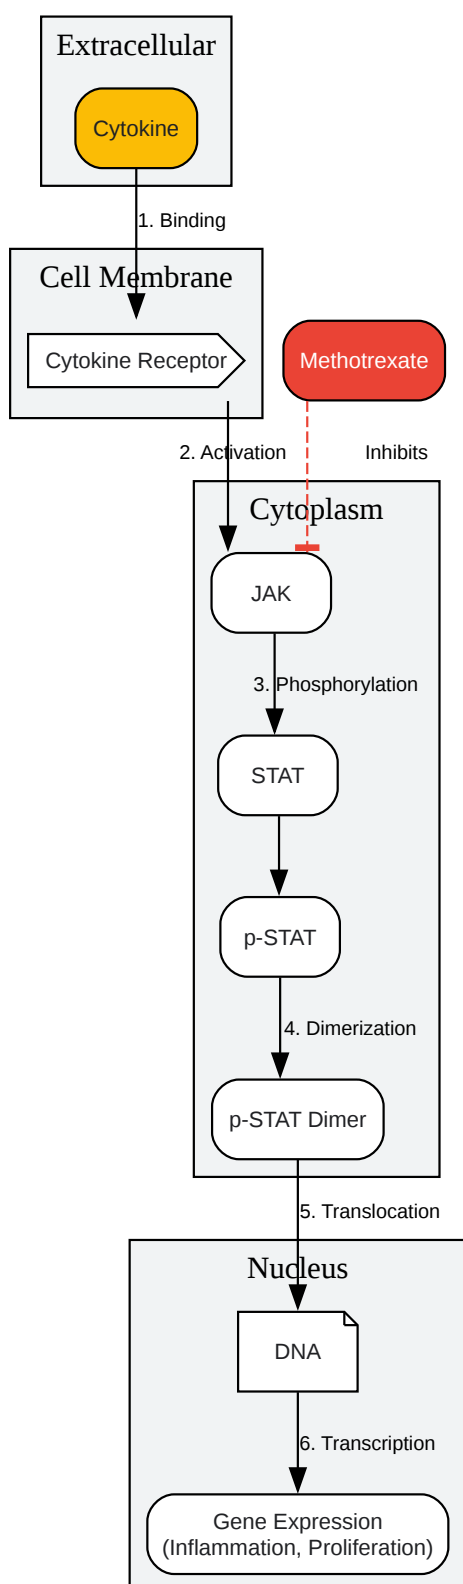 Extracellular
Cytokine
1. Binding
Cell Membrane
Cytokine Receptor
Methotrexate
2. Activation
Inhibits
Cytoplasm
JAK
3. Phosphorylation
STAT
p-STAT
4. Dimerization
p-STAT Dimer
5. Translocation
Nucleus
DNA
6. Transcription
Gene Expression
(Inflammation, Proliferation)